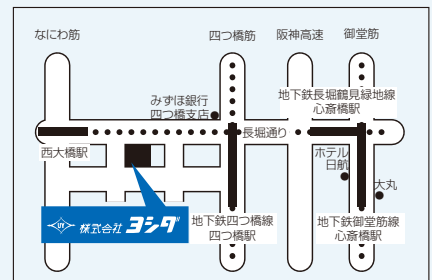 なにわ筋
四つ橋筋
阪神高速
御堂筋
みずほ銀行
四つ橋支店
地下鉄長堀鶴見緑地線
心斎橋駅
長堀通り
西大橋駅
ホテル
日航
大丸
UY 株式会社 ヨシダ
地下鉄四つ橋線
四つ橋駅
地下鉄御堂筋線
心斎橋駅